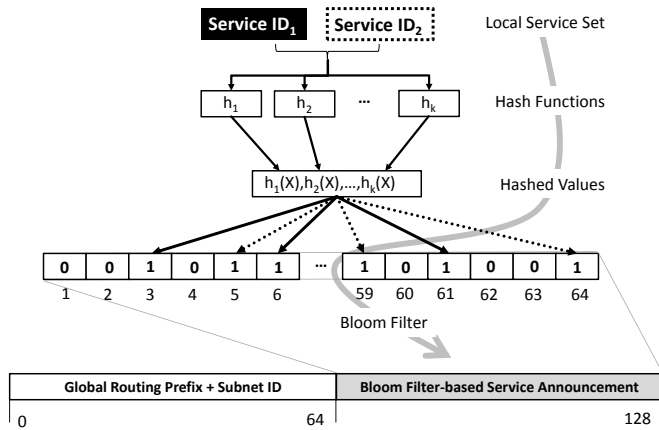 Service ID₁ Service ID₂ Local Service Set
h₁ h₂ ... hₖ Hash Functions
h₁(X),h₂(X),...,hₖ(X) Hashed Values
0 0 1 0 1 1 ... 1 0 1 0 0 1
1 2 3 4 5 6 59 60 61 62 63 64
Bloom Filter
Global Routing Prefix + Subnet ID Bloom Filter-based Service Announcement
0 64 128